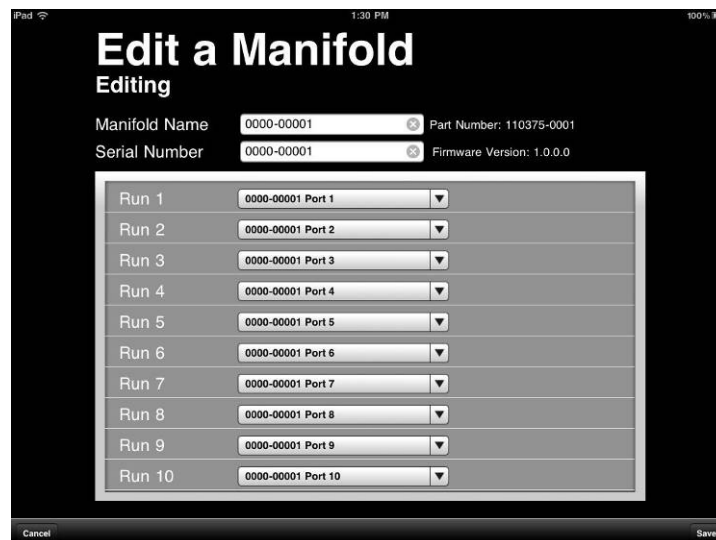 iPad 1:30 PM 100%
Edit a Manifold
Editing
Manifold Name 0000-00001 Part Number: 110375-0001
Serial Number 0000-00001 Firmware Version: 1.0.0.0
Run 1 0000-00001 Port 1
Run 2 0000-00001 Port 2
Run 3 0000-00001 Port 3
Run 4 0000-00001 Port 4
Run 5 0000-00001 Port 5
Run 6 0000-00001 Port 6
Run 7 0000-00001 Port 7
Run 8 0000-00001 Port 8
Run 9 0000-00001 Port 9
Run 10 0000-00001 Port 10
Cancel Save